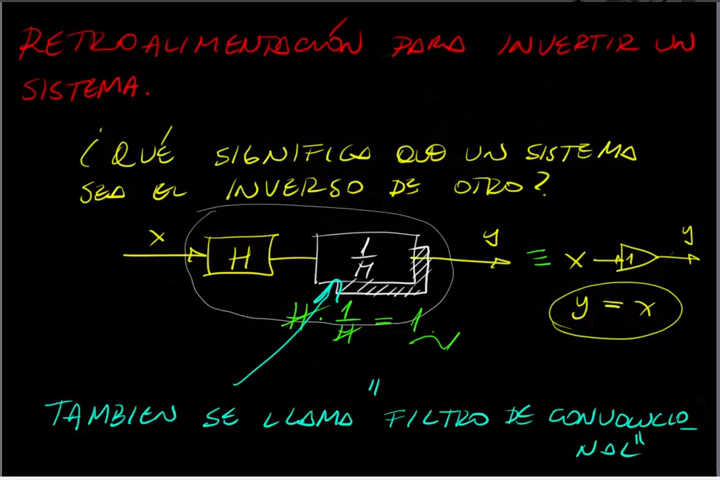 RETROALIMENTACIÓN PARA INVERTIR UN
SISTEMA.
¿QUÉ SIGNIFICA QUE UN SISTEMA
SEA EL INVERSO DE OTRO?
x H 1/H y ≡ x 1 y
H · 1/H = 1
y = x
TAMBIEN SE LLAMA "FILTRO DE CONVOLUCIO
NAL"